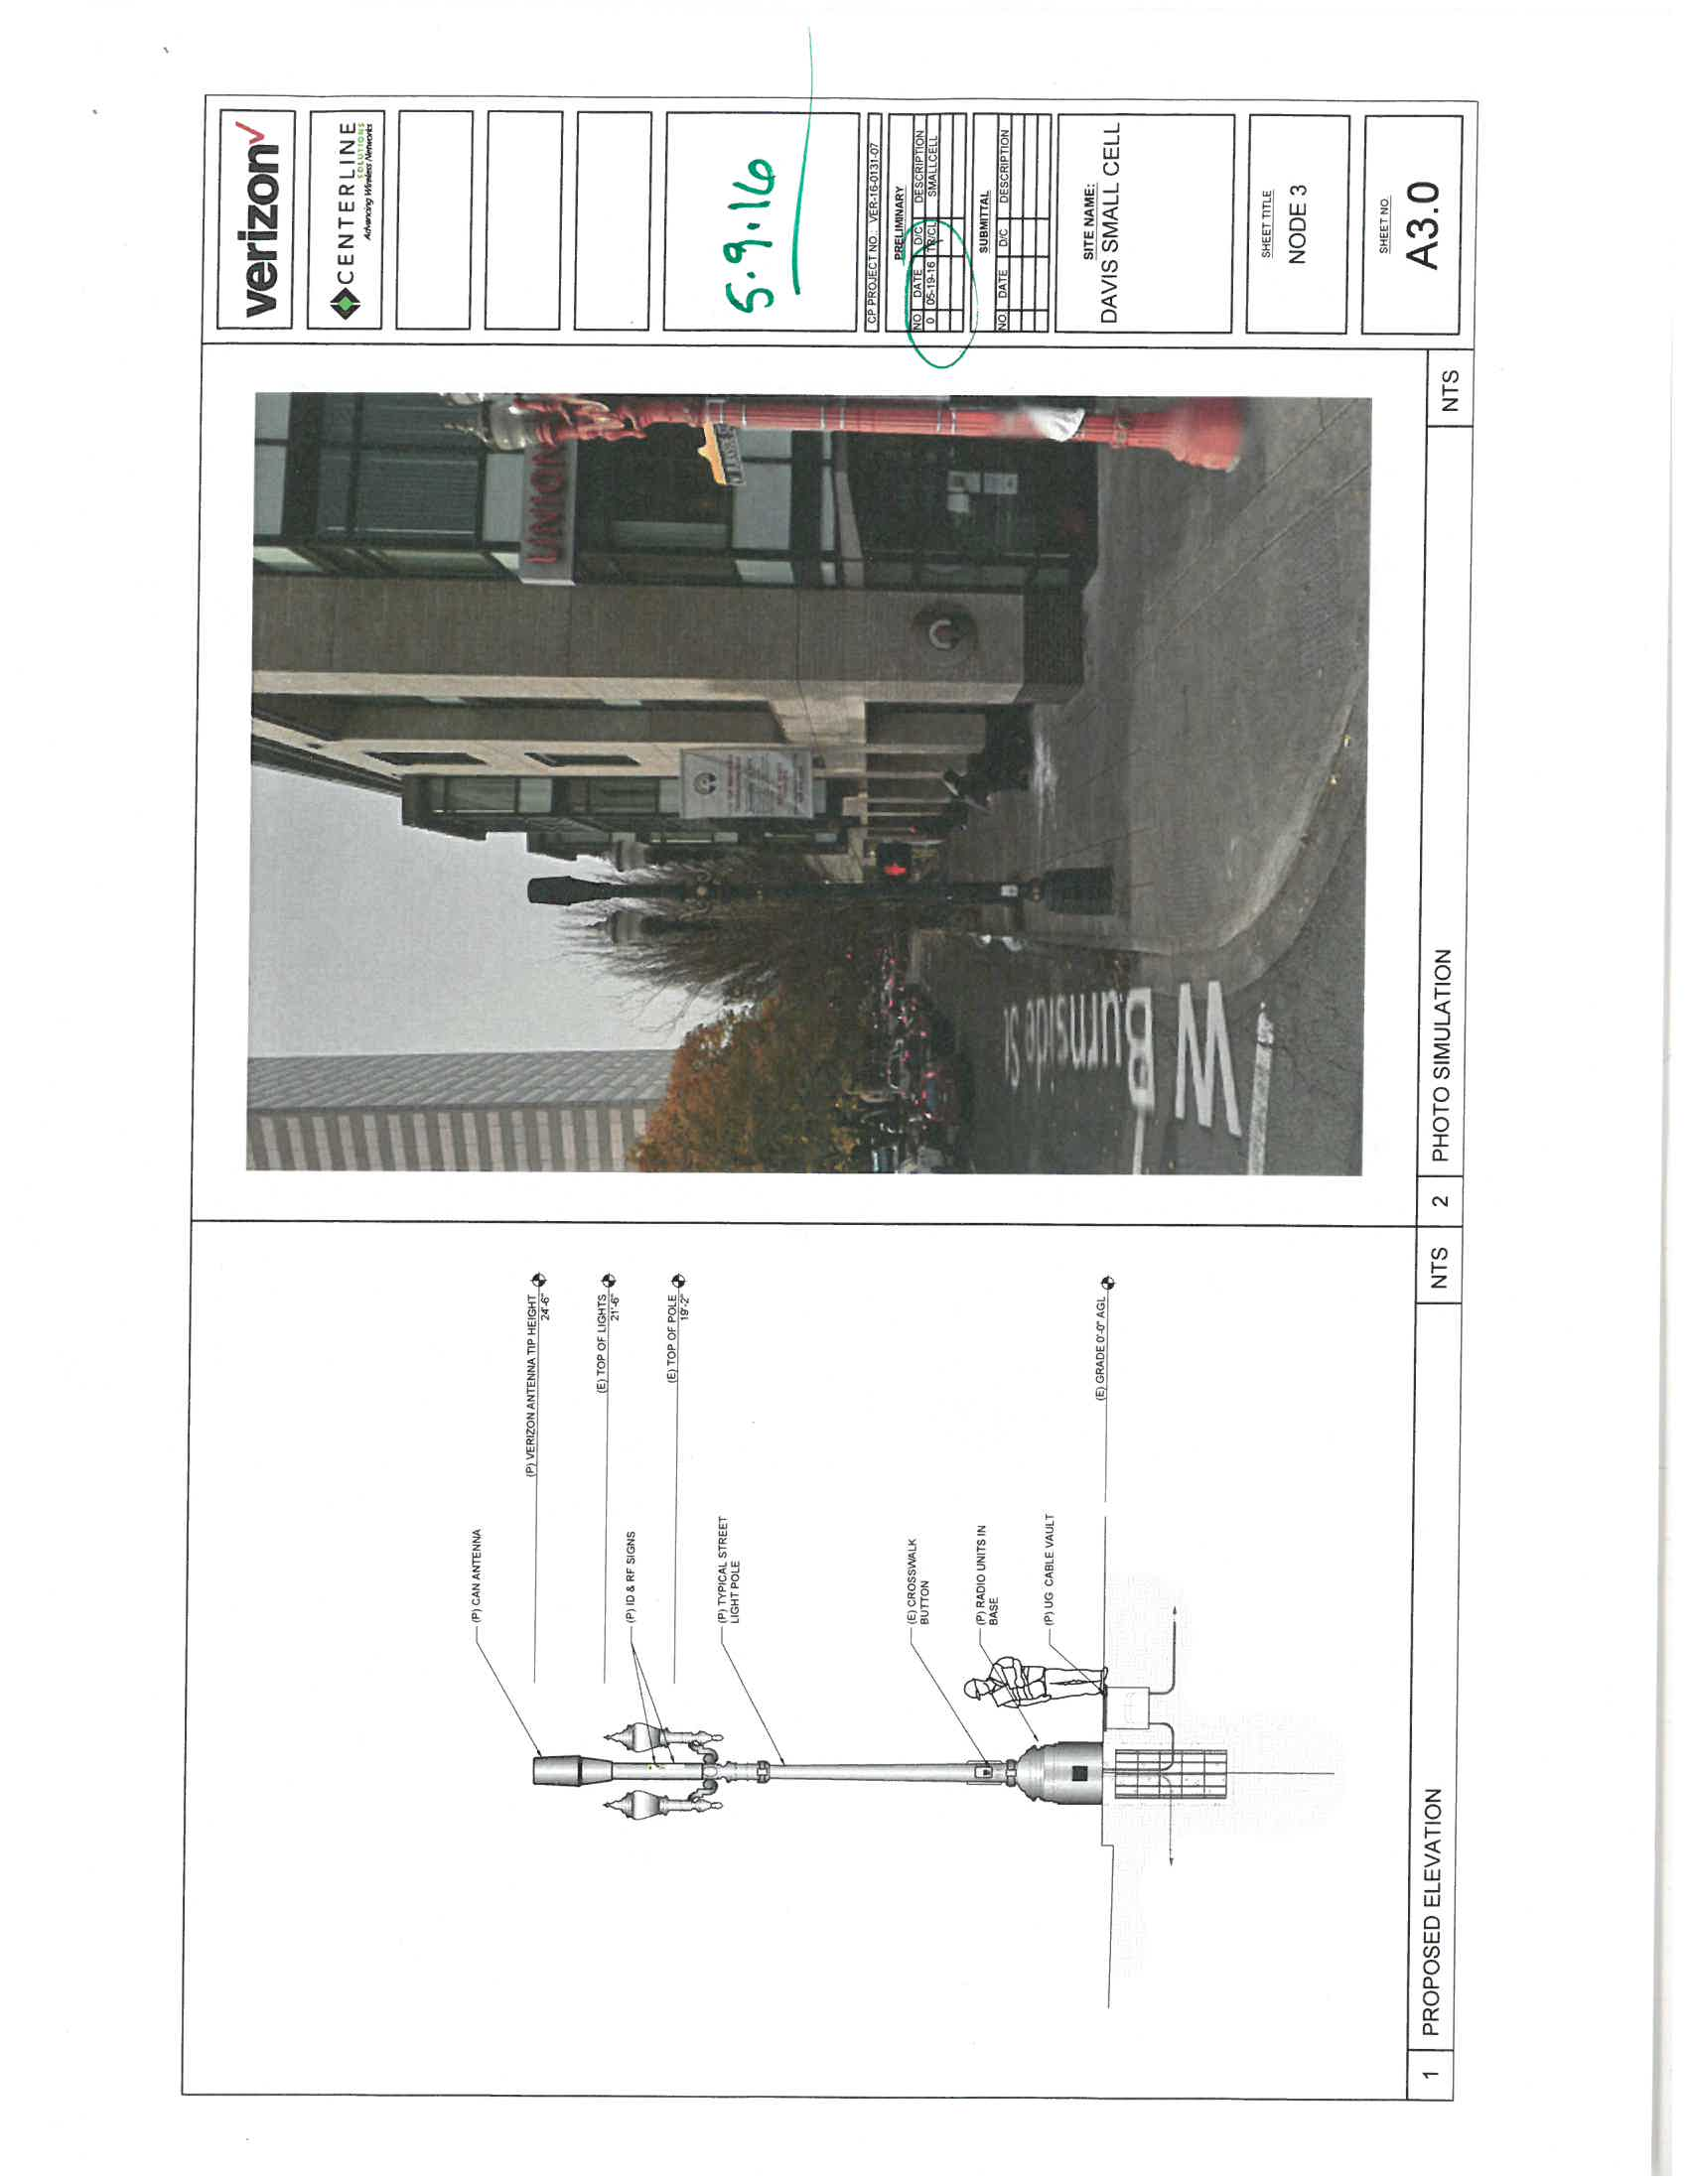 (P) CAN ANTENNA
(P) VERIZON ANTENNA TIP HEIGHT
24'-6"
(E) TOP OF LIGHTS
21'-6"
(P) ID & RF SIGNS
(E) TOP OF POLE
19'-2"
(P) TYPICAL STREET
LIGHT POLE
(E) CROSSWALK
BUTTON
(P) RADIO UNITS IN
BASE
(P) UG CABLE VAULT
(E) GRADE 0'-0" AGL
1 PROPOSED ELEVATION NTS
UNION
W Burnside St
2 PHOTO SIMULATION NTS
verizon
CENTERLINE
SOLUTIONS
Advancing Wireless Networks
5.9.16
CP PROJECT NO.: VER-16-0131-07
PRELIMINARY
NO DATE D/C DESCRIPTION
0 05-19-16 TR/CL SMALLCELL
SUBMITTAL
NO. DATE D/C DESCRIPTION
SITE NAME:
DAVIS SMALL CELL
SHEET TITLE
NODE 3
SHEET NO.
A3.0